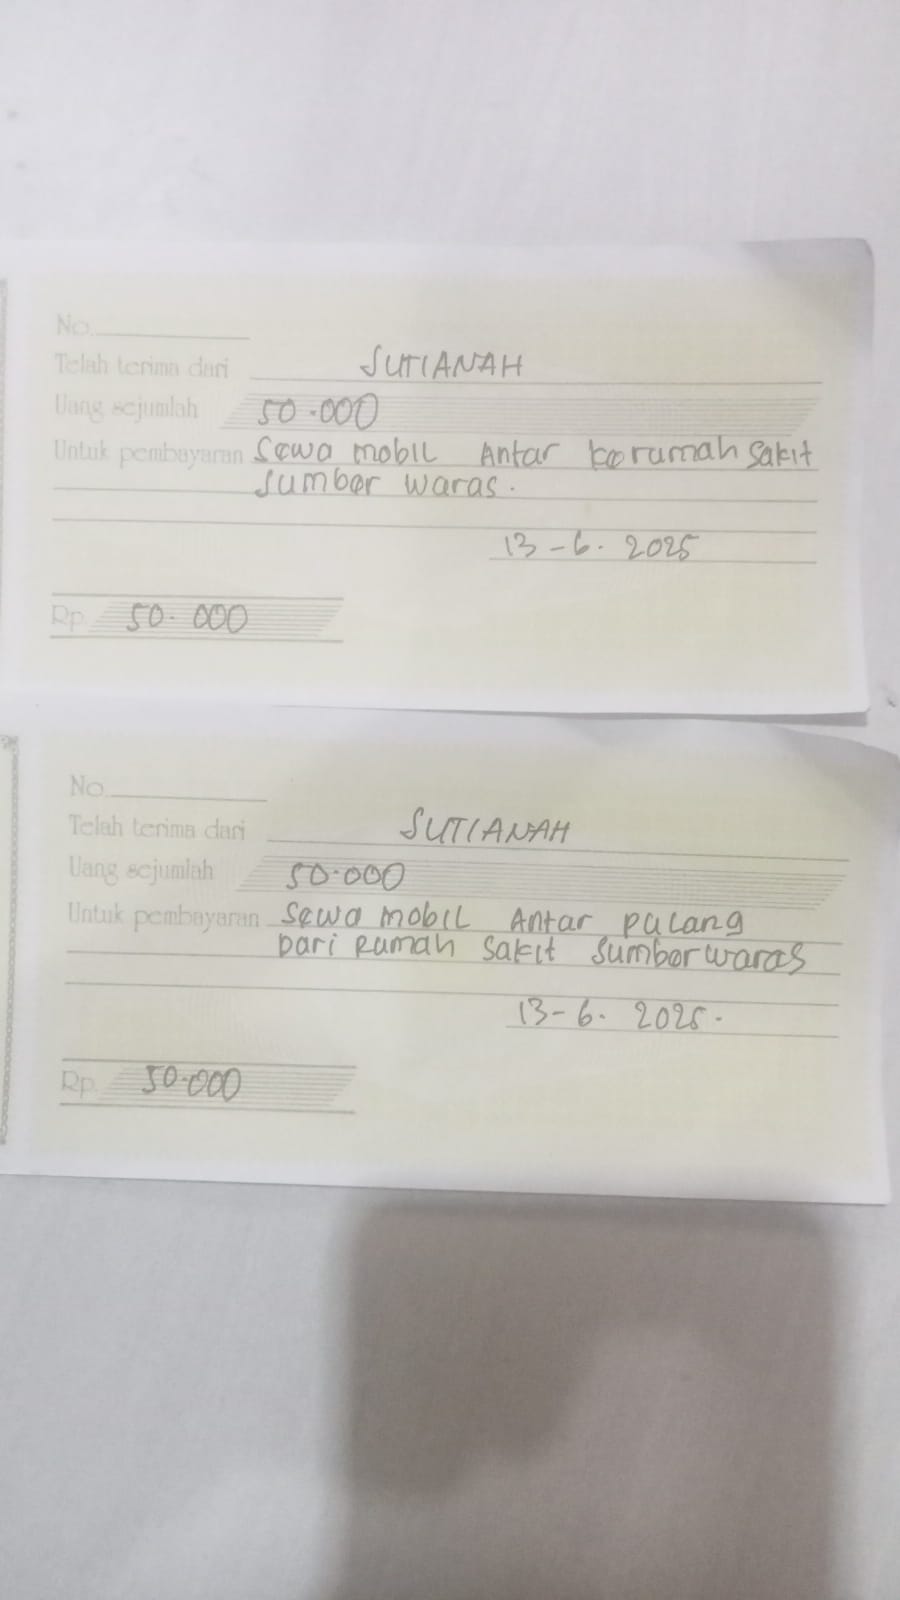 No.
Telah terima dari SUTIANAH
Uang sejumlah 50.000
Untuk pembayaran Sewa mobil Antar kerumah sakit
Sumber waras.
13-6. 2025
Rp. 50.000
No.
Telah terima dari SUTIANAH
Uang sejumlah 50.000
Untuk pembayaran Sewa mobil Antar pulang
Dari Rumah Sakit Sumber waras
13-6. 2025.
Rp. 50.000